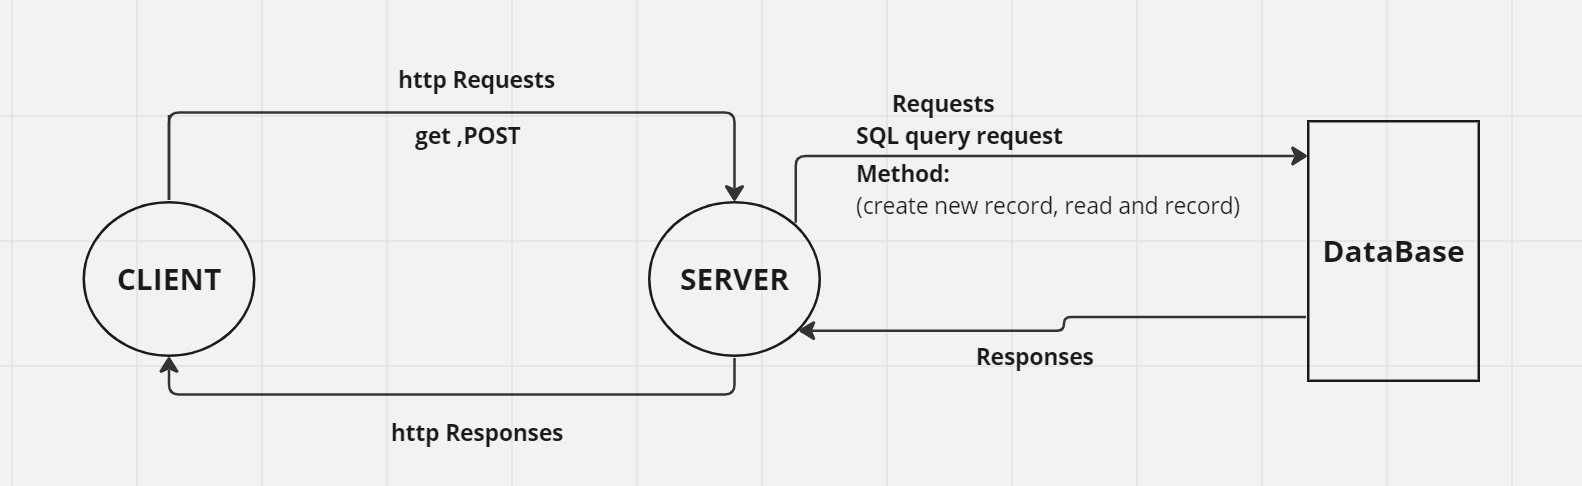 http Requests
get ,POST
Requests
SQL query request
Method:
(create new record, read and record)
CLIENT
SERVER
DataBase
Responses
http Responses